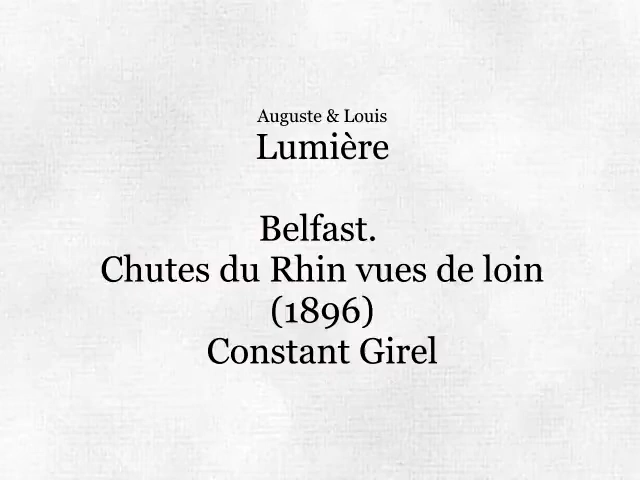 Auguste & Louis
Lumière
Belfast.
Chutes du Rhin vues de loin
(1896)
Constant Girel